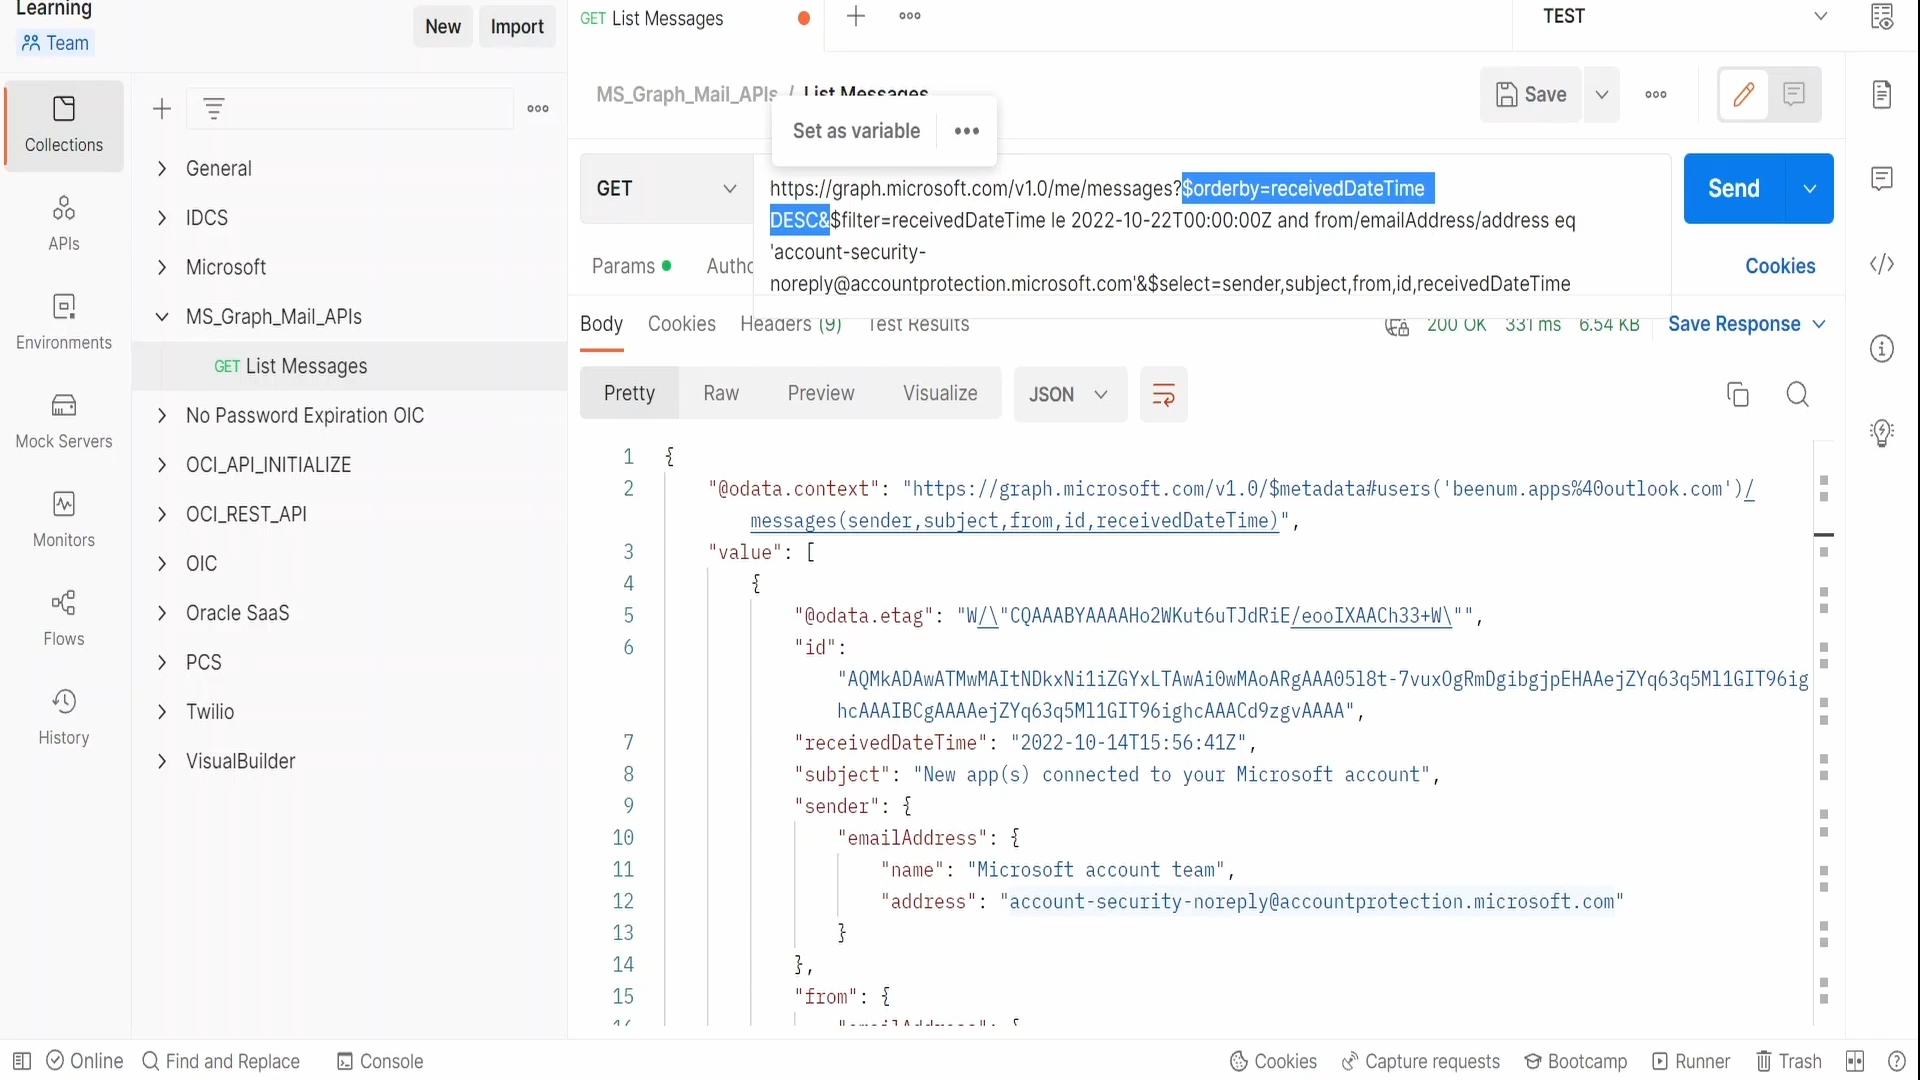 Learning
Team
New
Import
GET List Messages
TEST
MS_Graph_Mail_APIs / List Messages
Save
Set as variable
Collections
APIs
Environments
Mock Servers
Monitors
Flows
History
General
IDCS
Microsoft
MS_Graph_Mail_APIs
GET List Messages
No Password Expiration OIC
OCI_API_INITIALIZE
OCI_REST_API
OIC
Oracle SaaS
PCS
Twilio
VisualBuilder
GET
https://graph.microsoft.com/v1.0/me/messages?$orderby=receivedDateTime
DESC&$filter=receivedDateTime le 2022-10-22T00:00:00Z and from/emailAddress/address eq
'account-security-
noreply@accountprotection.microsoft.com'&$select=sender,subject,from,id,receivedDateTime
Send
Params
Cookies
Body Cookies Headers (9) Test Results
200 OK 331 ms 6.54 KB Save Response
Pretty Raw Preview Visualize JSON
1 {
2 "@odata.context": "https://graph.microsoft.com/v1.0/$metadata#users('beenum.apps%40outlook.com')/
messages(sender,subject,from,id,receivedDateTime)",
3 "value": [
4 {
5 "@odata.etag": "W/\"CQAAABYAAAAHo2WKut6uTJdRiE/eooIXAACh33+W\"",
6 "id":
"AQMkADAwATMwMAItNDkxNi1iZGYxLTAwAi0wMAoARgAAA05l8t-7vuxOgRmDgibgjpEHAAejZYq63q5Ml1GIT96ig
hcAAAIBCgAAAAejZYq63q5Ml1GIT96ighcAAACd9zgvAAAA",
7 "receivedDateTime": "2022-10-14T15:56:41Z",
8 "subject": "New app(s) connected to your Microsoft account",
9 "sender": {
10 "emailAddress": {
11 "name": "Microsoft account team",
12 "address": "account-security-noreply@accountprotection.microsoft.com"
13 }
14 },
15 "from": {
Online
Find and Replace
Console
Cookies
Capture requests
Bootcamp
Runner
Trash